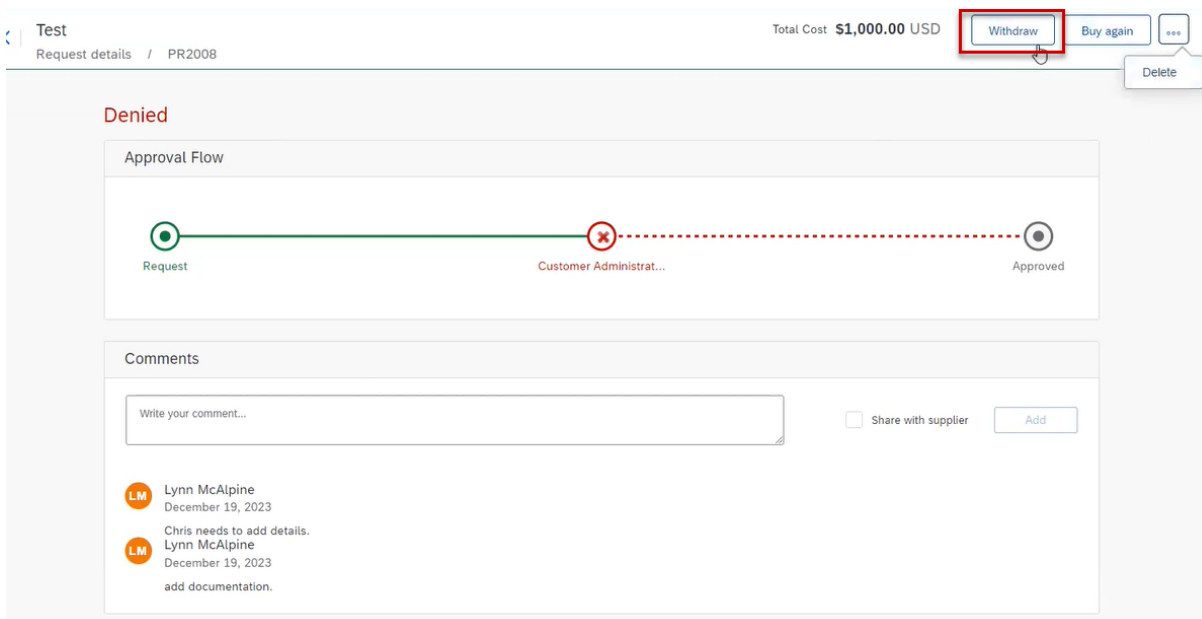 Test
Total Cost $1,000.00 USD
Withdraw
Buy again
Request details / PR2008
Delete
Denied
Approval Flow
Request
Customer Administrat...
Approved
Comments
Write your comment...
Share with supplier
Add
LM
Lynn McAlpine
December 19, 2023
Chris needs to add details.
LM
Lynn McAlpine
December 19, 2023
add documentation.